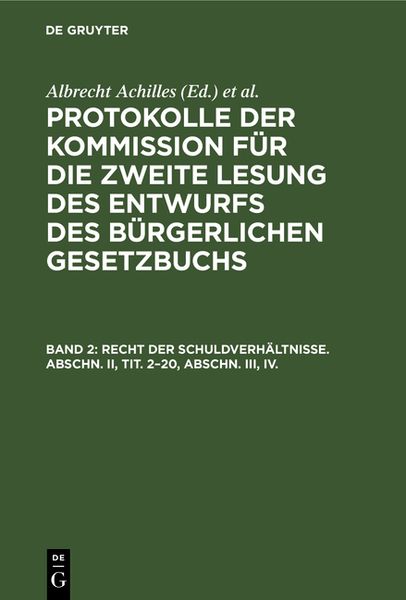 DE GRUYTER
Albrecht Achilles (Ed.) et al.
PROTOKOLLE DER
KOMMISSION FÜR
DIE ZWEITE LESUNG
DES ENTWURFS
DES BÜRGERLICHEN
GESETZBUCHS
BAND 2: RECHT DER SCHULDVERHÄLTNISSE.
ABSCHN. II, TIT. 2–20, ABSCHN. III, IV.
DE
G